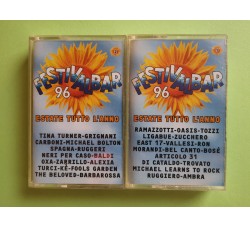 FESTIVALBAR
96
ESTATE TUTTO L'ANNO
TINA TURNER-GRIGNANI
CARBONI-MICHAEL BOLTON
SPAGNA-RUGGERI
NERI PER CASO-BALDI
OXA-ZARRILLO-ALEXIA
TURCI-KÉ-FOOLS GARDEN
THE BELOVED-BARBAROSSA
FESTIVALBAR
96
ESTATE TUTTO L'ANNO
RAMAZZOTTI-OASIS-TOZZI
LIGABUE-ZUCCHERO
EAST 17-VALLESI-RON
MORANDI-BEL CANTO-BOSÉ
ARTICOLO 31
DI CATALDO-TROVATO
MICHAEL LEARNS TO ROCK
RUGGIERO-AMBRA